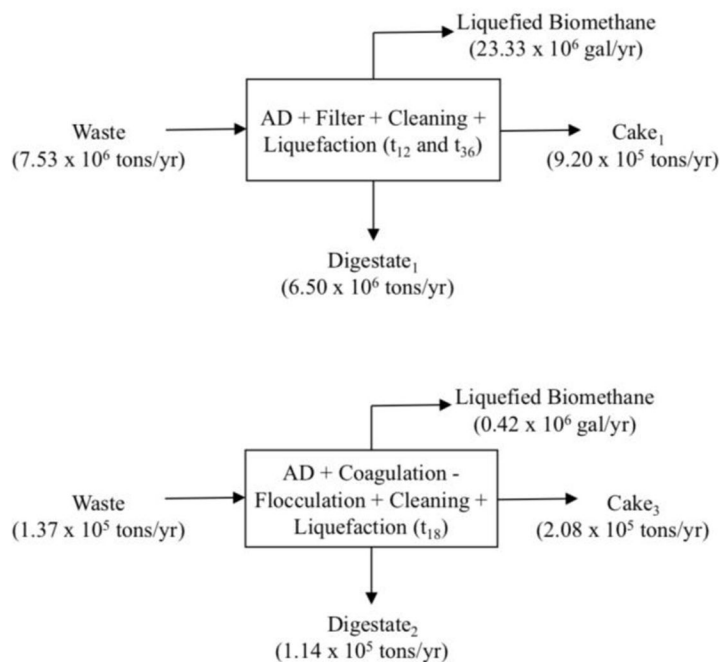 Liquefied Biomethane
(23.33 x 10⁶ gal/yr)
Waste
(7.53 x 10⁶ tons/yr)
AD + Filter + Cleaning +
Liquefaction (t₁₂ and t₃₆)
Cake₁
(9.20 x 10⁵ tons/yr)
Digestate₁
(6.50 x 10⁶ tons/yr)
Liquefied Biomethane
(0.42 x 10⁶ gal/yr)
Waste
(1.37 x 10⁵ tons/yr)
AD + Coagulation -
Flocculation + Cleaning +
Liquefaction (t₁₈)
Cake₃
(2.08 x 10⁵ tons/yr)
Digestate₂
(1.14 x 10⁵ tons/yr)